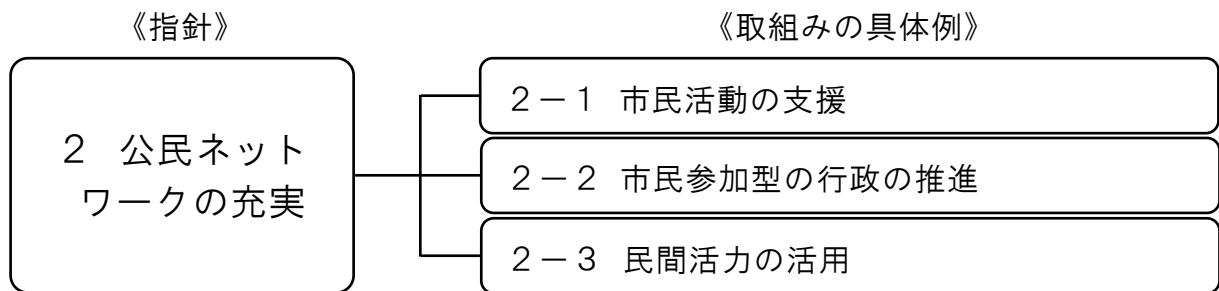 《指針》
《取組みの具体例》
２ 公民ネット
ワークの充実
２－１ 市民活動の支援
２－２ 市民参加型の行政の推進
２－３ 民間活力の活用